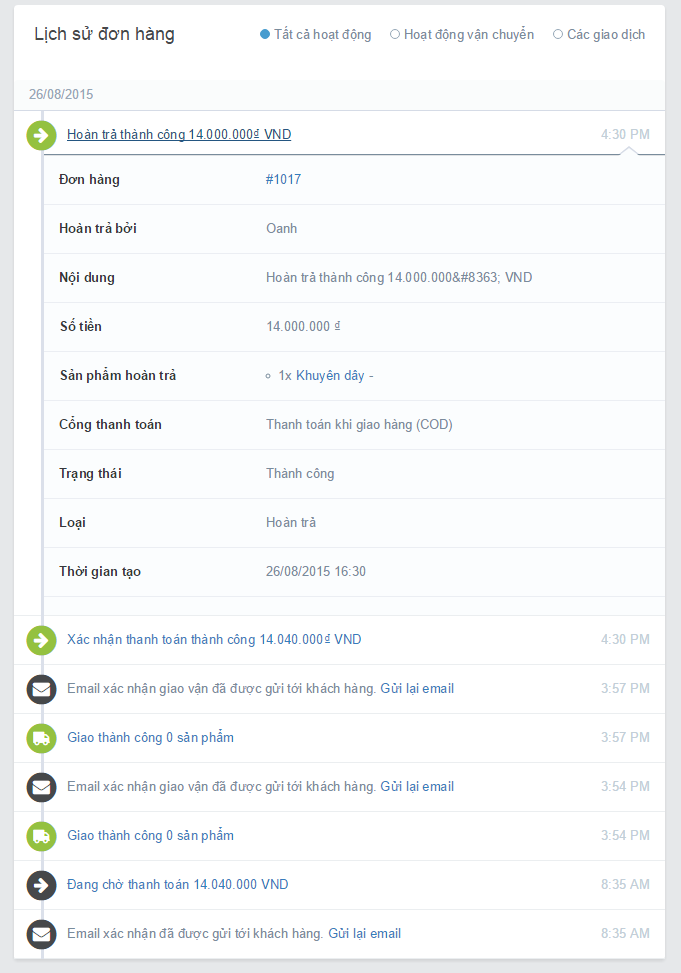 Lịch sử đơn hàng
Tất cả hoạt động Hoạt động vận chuyển Các giao dịch
26/08/2015
Hoàn trả thành công 14.000.000₫ VND 4:30 PM
Đơn hàng #1017
Hoàn trả bởi Oanh
Nội dung Hoàn trả thành công 14.000.000&#8363; VND
Số tiền 14.000.000 ₫
Sản phẩm hoàn trả 1x Khuyên dây -
Cổng thanh toán Thanh toán khi giao hàng (COD)
Trạng thái Thành công
Loại Hoàn trả
Thời gian tạo 26/08/2015 16:30
Xác nhận thanh toán thành công 14.040.000₫ VND 4:30 PM
Email xác nhận giao vận đã được gửi tới khách hàng. Gửi lại email 3:57 PM
Giao thành công 0 sản phẩm 3:57 PM
Email xác nhận giao vận đã được gửi tới khách hàng. Gửi lại email 3:54 PM
Giao thành công 0 sản phẩm 3:54 PM
Đang chờ thanh toán 14.040.000 VND 8:35 AM
Email xác nhận đã được gửi tới khách hàng. Gửi lại email 8:35 AM